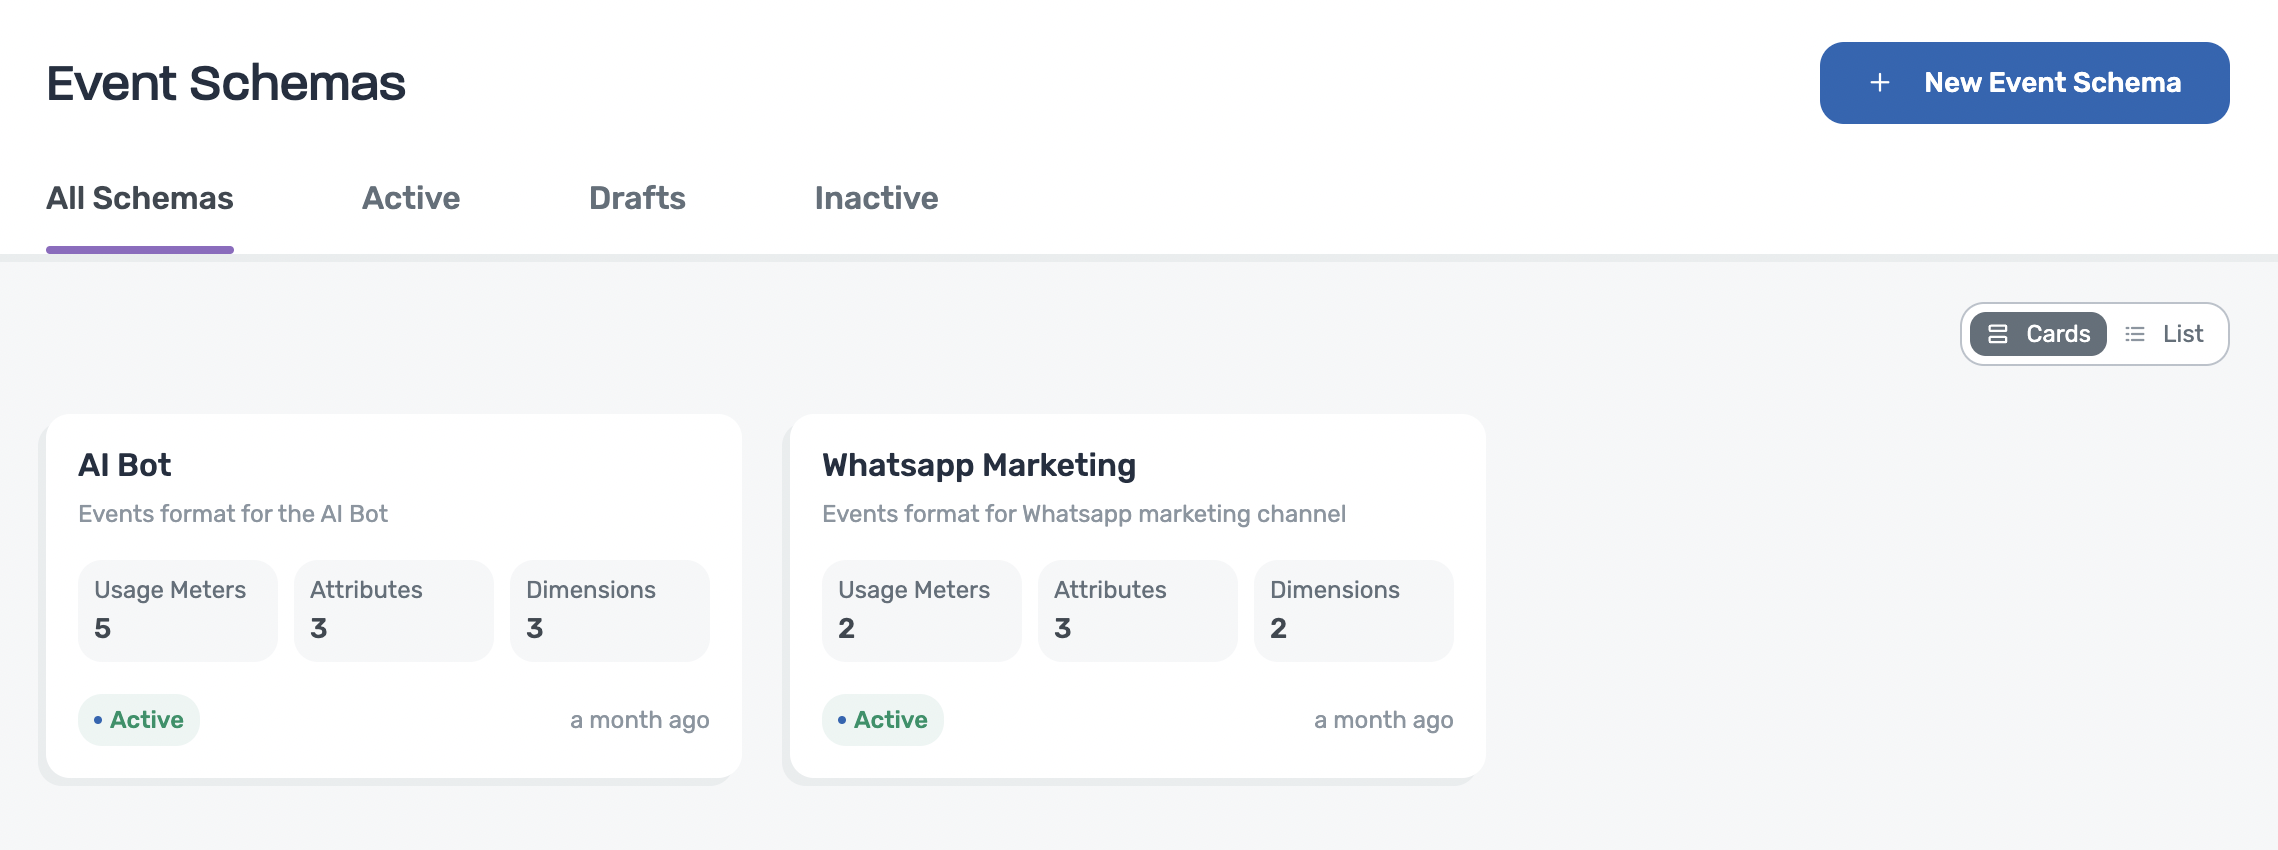 Event Schemas
New Event Schema
All Schemas
Active
Drafts
Inactive
Cards
List
AI Bot
Events format for the AI Bot
Usage Meters
5
Attributes
3
Dimensions
3
Active
a month ago
Whatsapp Marketing
Events format for Whatsapp marketing channel
Usage Meters
2
Attributes
3
Dimensions
2
Active
a month ago